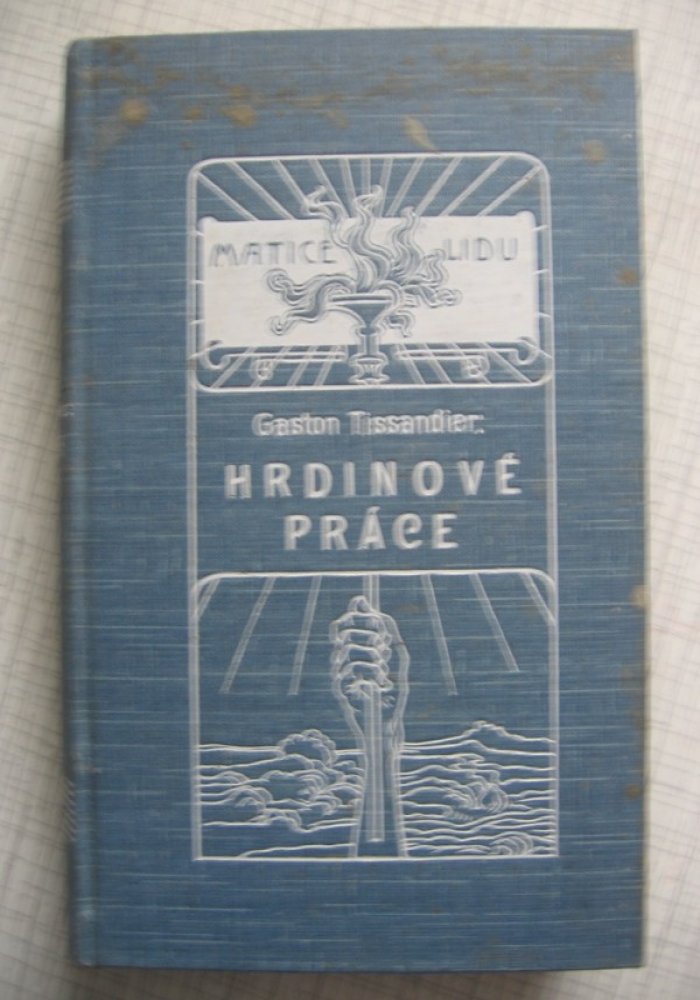 MATICE LIDU
Gaston Tissandier:
HRDINOVÉ
PRÁCE